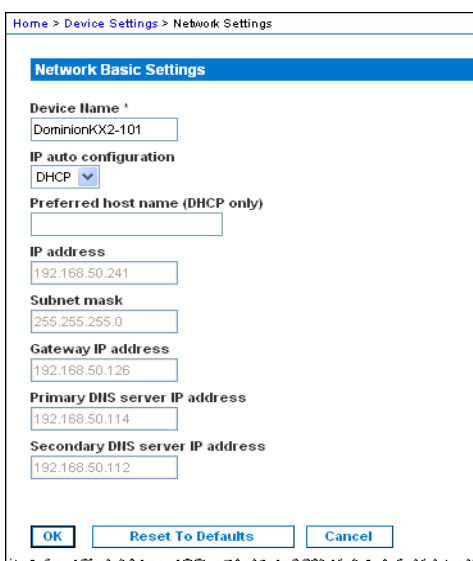 Home > Device Settings > Network Settings
Network Basic Settings
Device Name *
DominionKX2-101
IP auto configuration
DHCP
Preferred host name (DHCP only)
IP address
192.168.50.241
Subnet mask
255.255.255.0
Gateway IP address
192.168.50.126
Primary DNS server IP address
192.168.50.114
Secondary DNS server IP address
192.168.50.112
OK Reset To Defaults Cancel